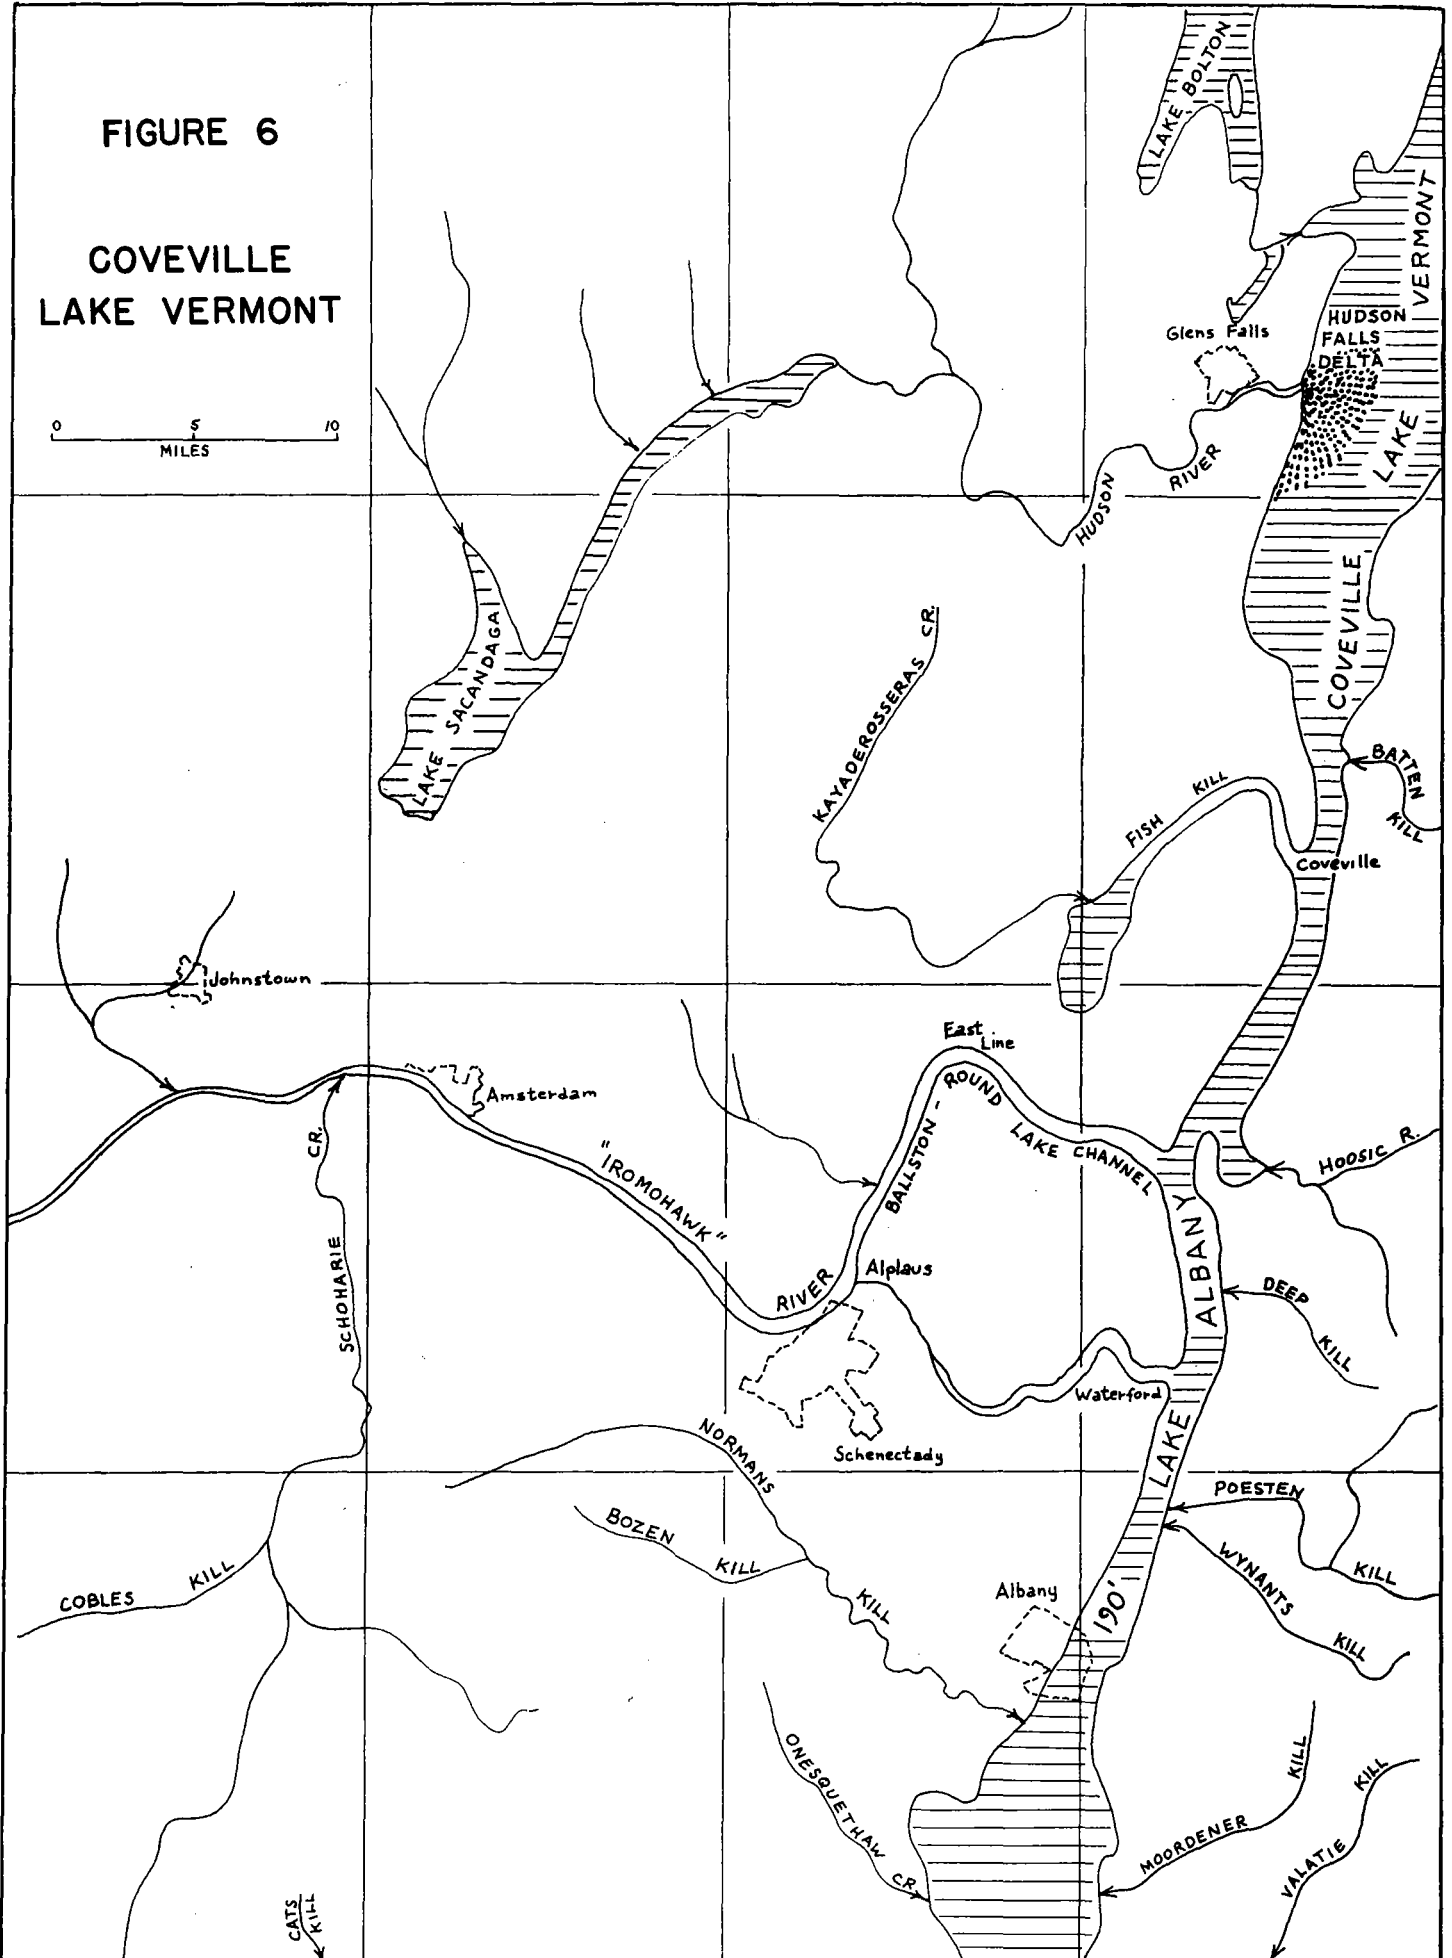 FIGURE 6
COVEVILLE
LAKE VERMONT
0 5 10
MILES
LAKE BOLTON
VERMONT
HUDSON
FALLS
DELTA
LAKE
COVEVILLE
Glens Falls
HUDSON
RIVER
LAKE SACANDAGA
KAYADEROSSERAS CR.
BATTEN
KILL
FISH KILL
Coveville
Johnstown
East
Line
Amsterdam
BALLSTON -
ROUND
LAKE CHANNEL
"IROMOHAWK"
RIVER
CR.
SCHOHARIE
HOOSIC R.
Alplaus
DEEP
KILL
ALBANY
LAKE
190'
Waterford
Schenectady
NORMANS
KILL
BOZEN
KILL
POESTEN
KILL
WYNANTS
KILL
COBLES KILL
Albany
ONESQUETHAW CR.
MOORDENER KILL
VALATIE KILL
CATS
KILL